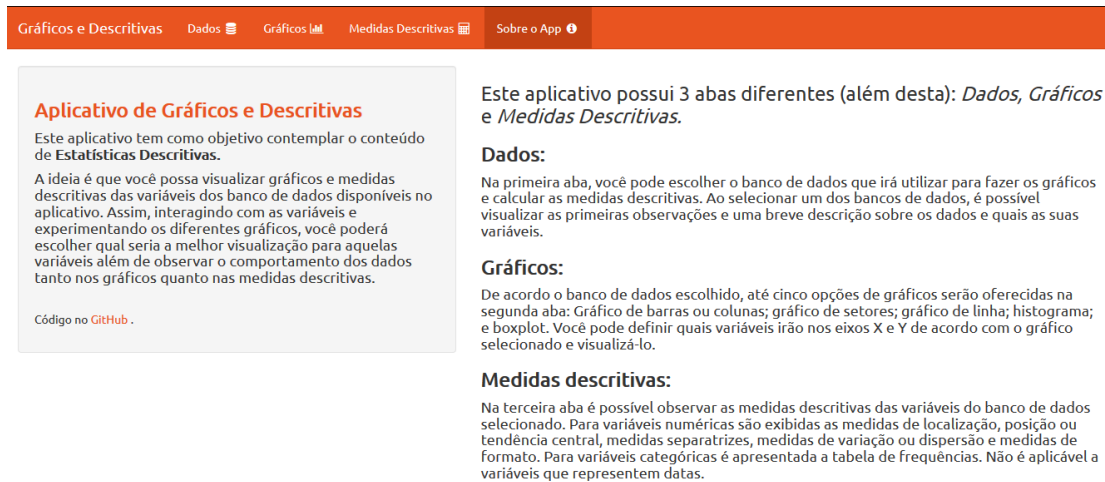 Gráficos e Descritivas Dados Gráficos Medidas Descritivas Sobre o App
Aplicativo de Gráficos e Descritivas
Este aplicativo tem como objetivo contemplar o conteúdo
de Estatísticas Descritivas.
A ideia é que você possa visualizar gráficos e medidas
descritivas das variáveis dos banco de dados disponíveis no
aplicativo. Assim, interagindo com as variáveis e
experimentando os diferentes gráficos, você poderá
escolher qual seria a melhor visualização para aquelas
variáveis além de observar o comportamento dos dados
tanto nos gráficos quanto nas medidas descritivas.
Código no GitHub .
Este aplicativo possui 3 abas diferentes (além desta): Dados, Gráficos
e Medidas Descritivas.
Dados:
Na primeira aba, você pode escolher o banco de dados que irá utilizar para fazer os gráficos
e calcular as medidas descritivas. Ao selecionar um dos bancos de dados, é possível
visualizar as primeiras observações e uma breve descrição sobre os dados e quais as suas
variáveis.
Gráficos:
De acordo o banco de dados escolhido, até cinco opções de gráficos serão oferecidas na
segunda aba: Gráfico de barras ou colunas; gráfico de setores; gráfico de linha; histograma;
e boxplot. Você pode definir quais variáveis irão nos eixos X e Y de acordo com o gráfico
selecionado e visualizá-lo.
Medidas descritivas:
Na terceira aba é possível observar as medidas descritivas das variáveis do banco de dados
selecionado. Para variáveis numéricas são exibidas as medidas de localização, posição ou
tendência central, medidas separatrizes, medidas de variação ou dispersão e medidas de
formato. Para variáveis categóricas é apresentada a tabela de frequências. Não é aplicável a
variáveis que representem datas.